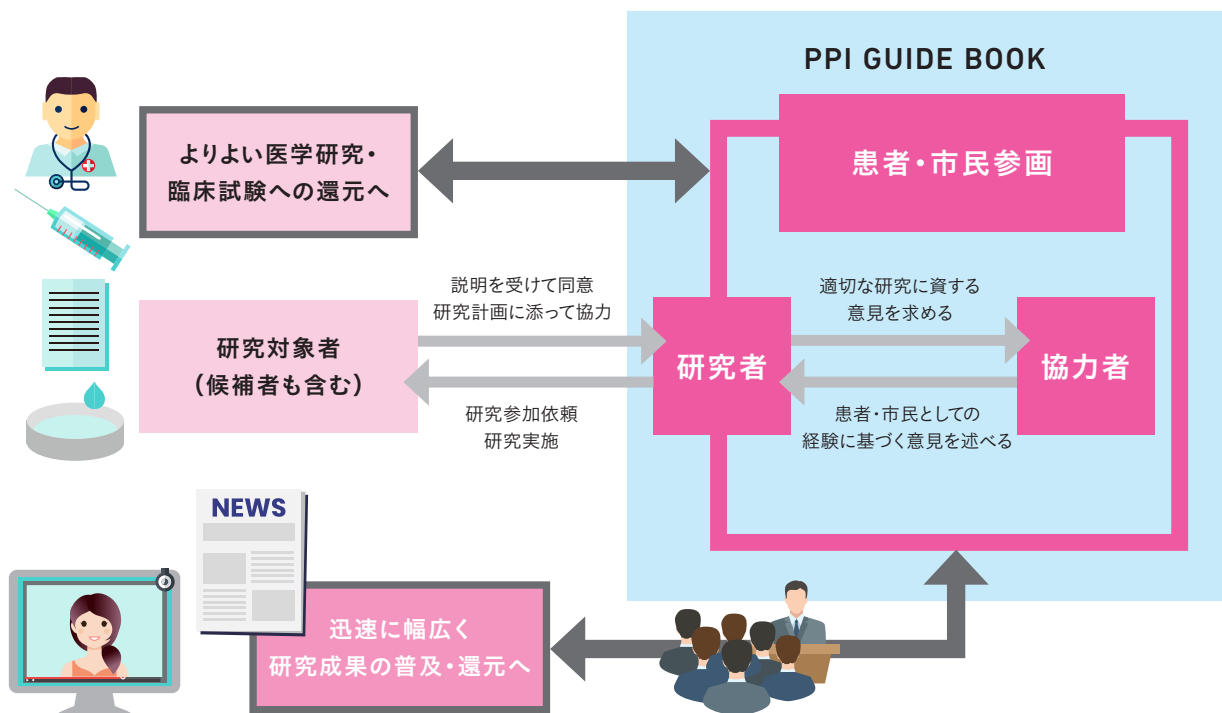 PPI GUIDE BOOK
患者・市民参画
よりよい医学研究・
臨床試験への還元へ
説明を受けて同意
研究計画に添って協力
適切な研究に資する
意見を求める
研究対象者
（候補者も含む）
研究者
協力者
研究参加依頼
研究実施
患者・市民としての
経験に基づく意見を述べる
NEWS
迅速に幅広く
研究成果の普及・還元へ